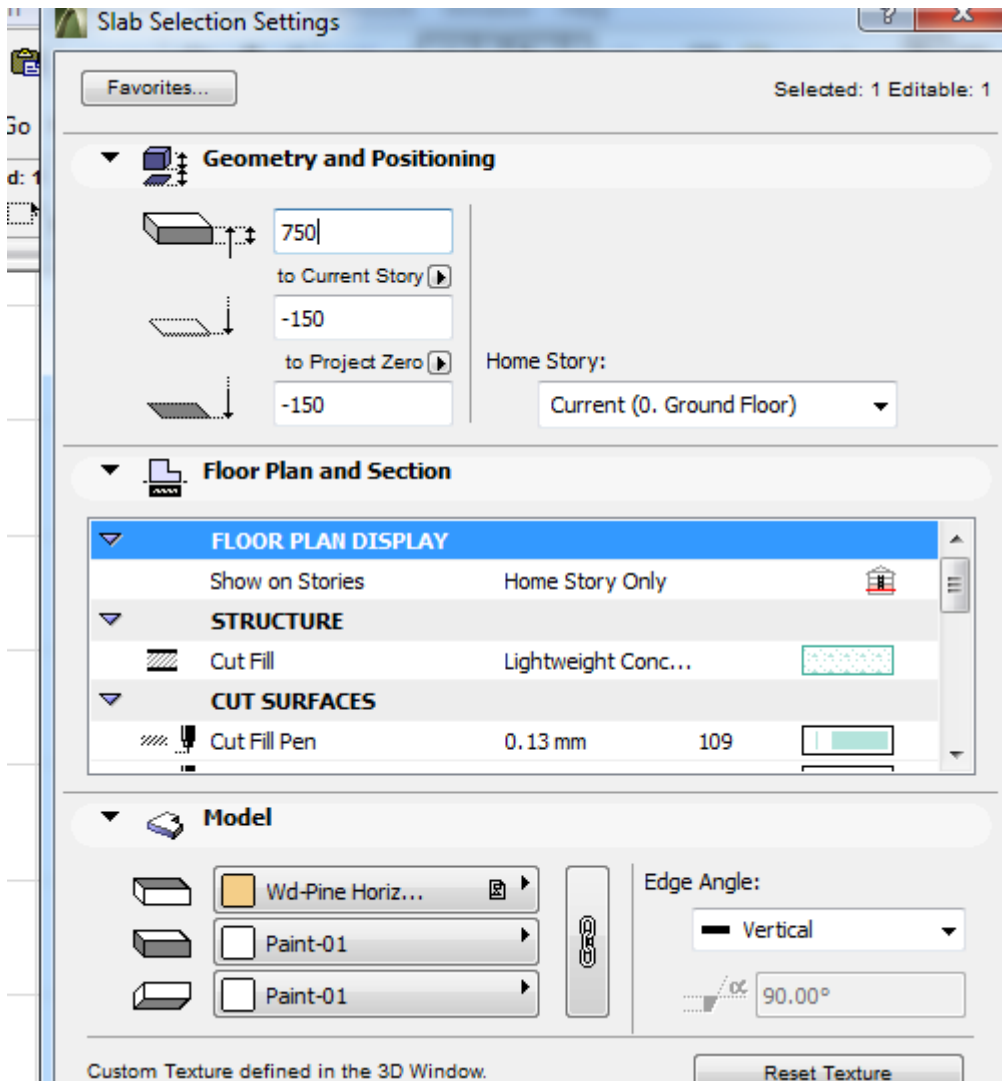 Slab Selection Settings
?
Favorites...
Selected: 1 Editable: 1
Go
d: 1
Geometry and Positioning
750
to Current Story
-150
to Project Zero
Home Story:
-150
Current (0. Ground Floor)
Floor Plan and Section
FLOOR PLAN DISPLAY
Show on Stories Home Story Only
STRUCTURE
Cut Fill Lightweight Conc...
CUT SURFACES
Cut Fill Pen 0.13 mm 109
Model
Edge Angle:
Wd-Pine Horiz...
Vertical
Paint-01
α 90.00°
Paint-01
Custom Texture defined in the 3D Window.
Reset Texture